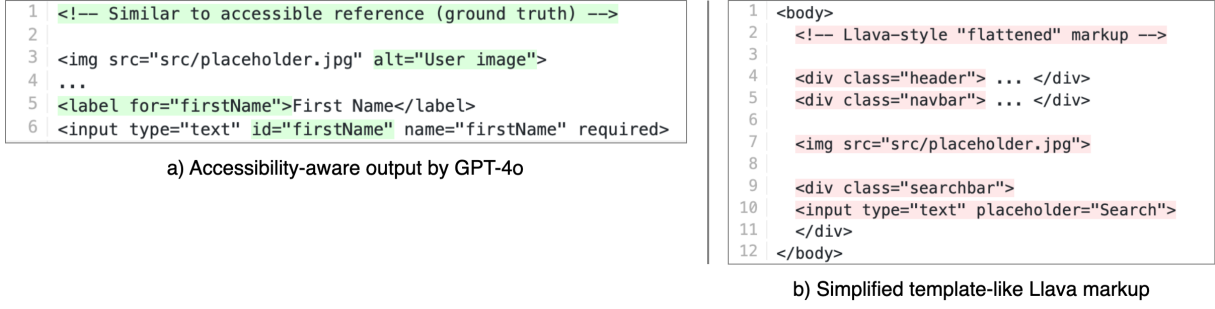 1 <!-- Similar to accessible reference (ground truth) -->
2
3 <img src="src/placeholder.jpg" alt="User image">
4 ...
5 <label for="firstName">First Name</label>
6 <input type="text" id="firstName" name="firstName" required>
a) Accessibility-aware output by GPT-4o
1 <body>
2 <!-- Llava-style "flattened" markup -->
3
4 <div class="header"> ... </div>
5 <div class="navbar"> ... </div>
6
7 <img src="src/placeholder.jpg">
8
9 <div class="searchbar">
10 <input type="text" placeholder="Search">
11 </div>
12 </body>
b) Simplified template-like Llava markup